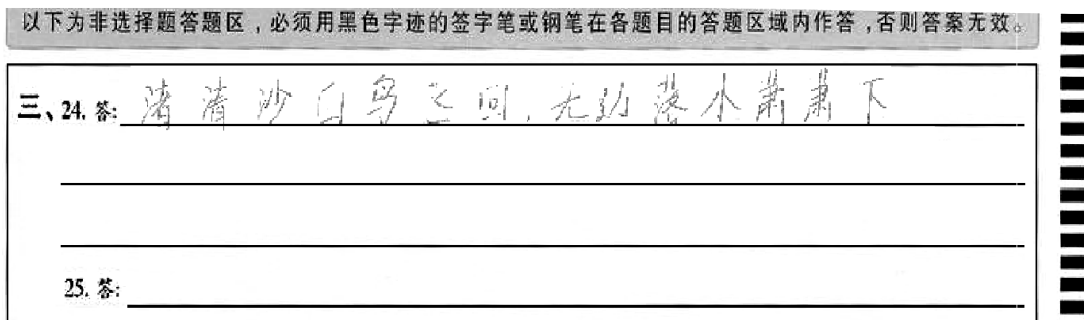 以下为非选择题答题区，必须用黑色字迹的签字笔或钢笔在各题目的答题区域内作答，否则答案无效。
三、24. 答: 渚清沙白鸟飞回，无边落木萧萧下
25. 答: